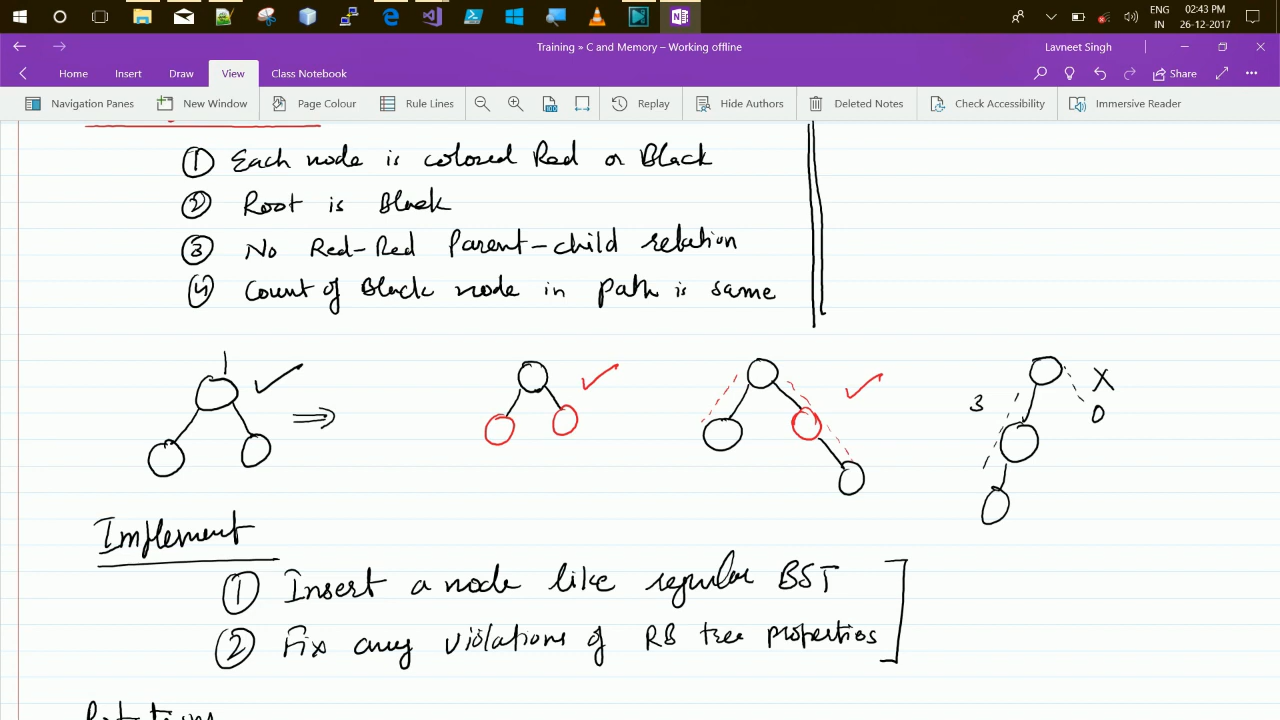 ENG 02:43 PM
IN 26-12-2017
Training » C and Memory – Working offline
Lavneet Singh
Home Insert Draw View Class Notebook
Share
Navigation Panes New Window Page Colour Rule Lines Replay Hide Authors Deleted Notes Check Accessibility Immersive Reader
① Each node is colored Red or Black
② Root is Black
③ No Red-Red Parent-child relation
④ Count of Black node in path is same
3
X
0
Implement
① Insert a node like regular BST
② Fix any violations of RB tree properties